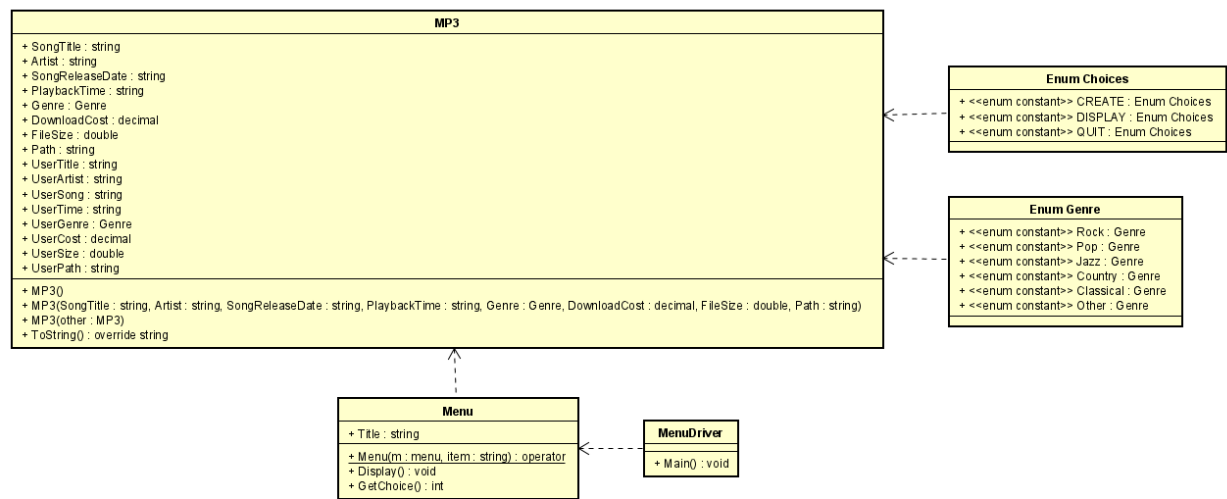 MP3
+ SongTitle : string
+ Artist : string
+ SongReleaseDate : string
+ PlaybackTime : string
+ Genre : Genre
+ DownloadCost : decimal
+ FileSize : double
+ Path : string
+ UserTitle : string
+ UserArtist : string
+ UserSong : string
+ UserTime : string
+ UserGenre : Genre
+ UserCost : decimal
+ UserSize : double
+ UserPath : string
+ MP3()
+ MP3(SongTitle : string, Artist : string, SongReleaseDate : string, PlaybackTime : string, Genre : Genre, DownloadCost : decimal, FileSize : double, Path : string)
+ MP3(other : MP3)
+ ToString() : override string
Enum Choices
+ <<enum constant>> CREATE : Enum Choices
+ <<enum constant>> DISPLAY : Enum Choices
+ <<enum constant>> QUIT : Enum Choices
Enum Genre
+ <<enum constant>> Rock : Genre
+ <<enum constant>> Pop : Genre
+ <<enum constant>> Jazz : Genre
+ <<enum constant>> Country : Genre
+ <<enum constant>> Classical : Genre
+ <<enum constant>> Other : Genre
Menu
+ Title : string
+ Menu(m : menu, item : string) : operator
+ Display() : void
+ GetChoice() : int
MenuDriver
+ Main() : void